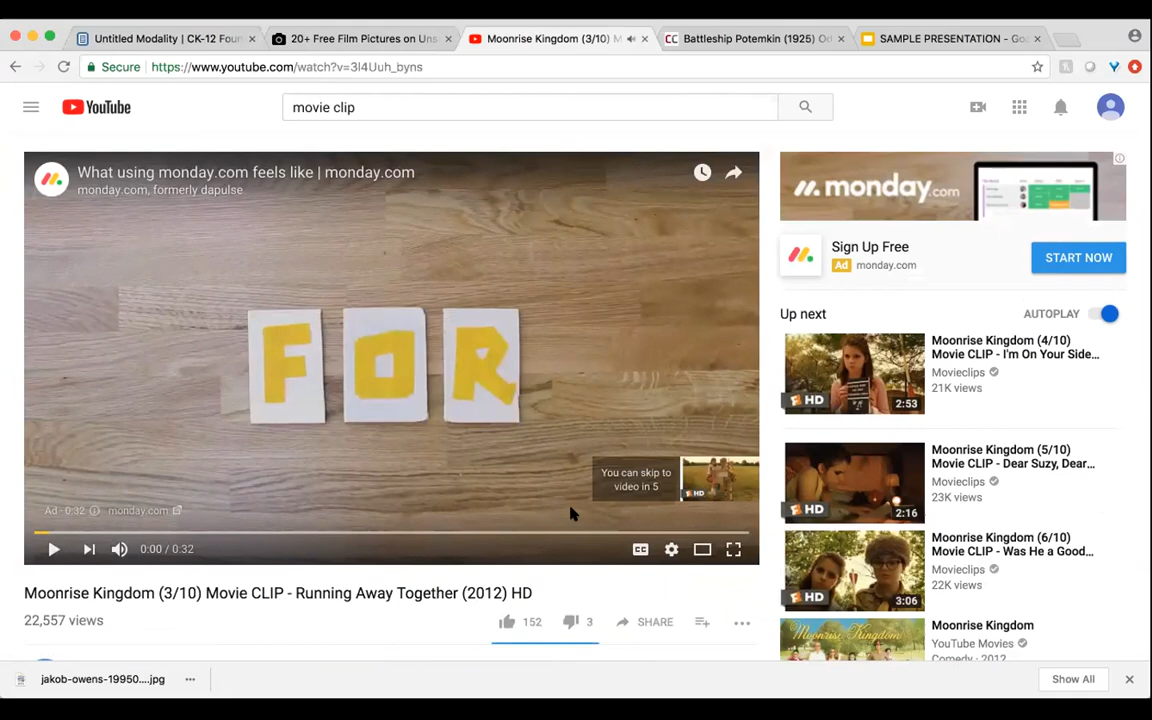 Untitled Modality | CK-12 Foun
20+ Free Film Pictures on Uns
Moonrise Kingdom (3/10) M
Battleship Potemkin (1925) Od
SAMPLE PRESENTATION - Goo
Secure
https://www.youtube.com/watch?v=3l4Uuh_byns
YouTube
movie clip
What using monday.com feels like | monday.com
monday.com, formerly dapulse
FOR
You can skip to
video in 5
HD
Ad · 0:32
monday.com
0:00 / 0:32
CC
Moonrise Kingdom (3/10) Movie CLIP - Running Away Together (2012) HD
22,557 views
152
3
SHARE
monday.com
Sign Up Free
Ad monday.com
START NOW
Up next
AUTOPLAY
Moonrise Kingdom (4/10)
Movie CLIP - I'm On Your Side...
Movieclips
21K views
HD
2:53
Moonrise Kingdom (5/10)
Movie CLIP - Dear Suzy, Dear...
Movieclips
23K views
HD
2:16
Moonrise Kingdom (6/10)
Movie CLIP - Was He a Good...
Movieclips
22K views
HD
3:06
Moonrise Kingdom
YouTube Movies
Comedy · 2012
MOONRISE KINGDOM
jakob-owens-19950....jpg
Show All